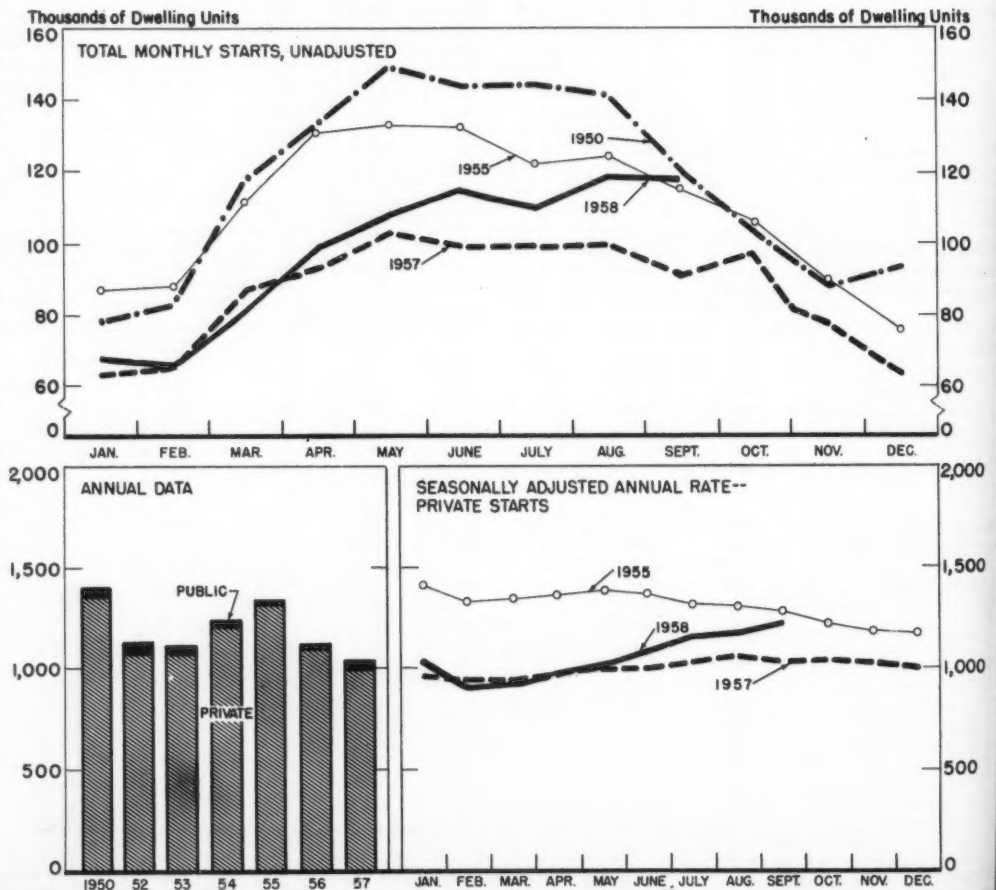 Thousands of Dwelling Units Thousands of Dwelling Units
160 160
TOTAL MONTHLY STARTS, UNADJUSTED
140 140
1950
1955
120 120
1958
100 100
1957
80 80
60 60
0 0
JAN. FEB. MAR. APR. MAY JUNE JULY AUG. SEPT. OCT. NOV. DEC.
2,000 2,000
ANNUAL DATA
SEASONALLY ADJUSTED ANNUAL RATE--
PRIVATE STARTS
1,500 1,500
PUBLIC
1955
1958
1,000 1,000
1957
PRIVATE
500 500
0 0
1950 52 53 54 55 56 57
JAN. FEB. MAR. APR. MAY JUNE JULY AUG. SEPT. OCT. NOV. DEC.